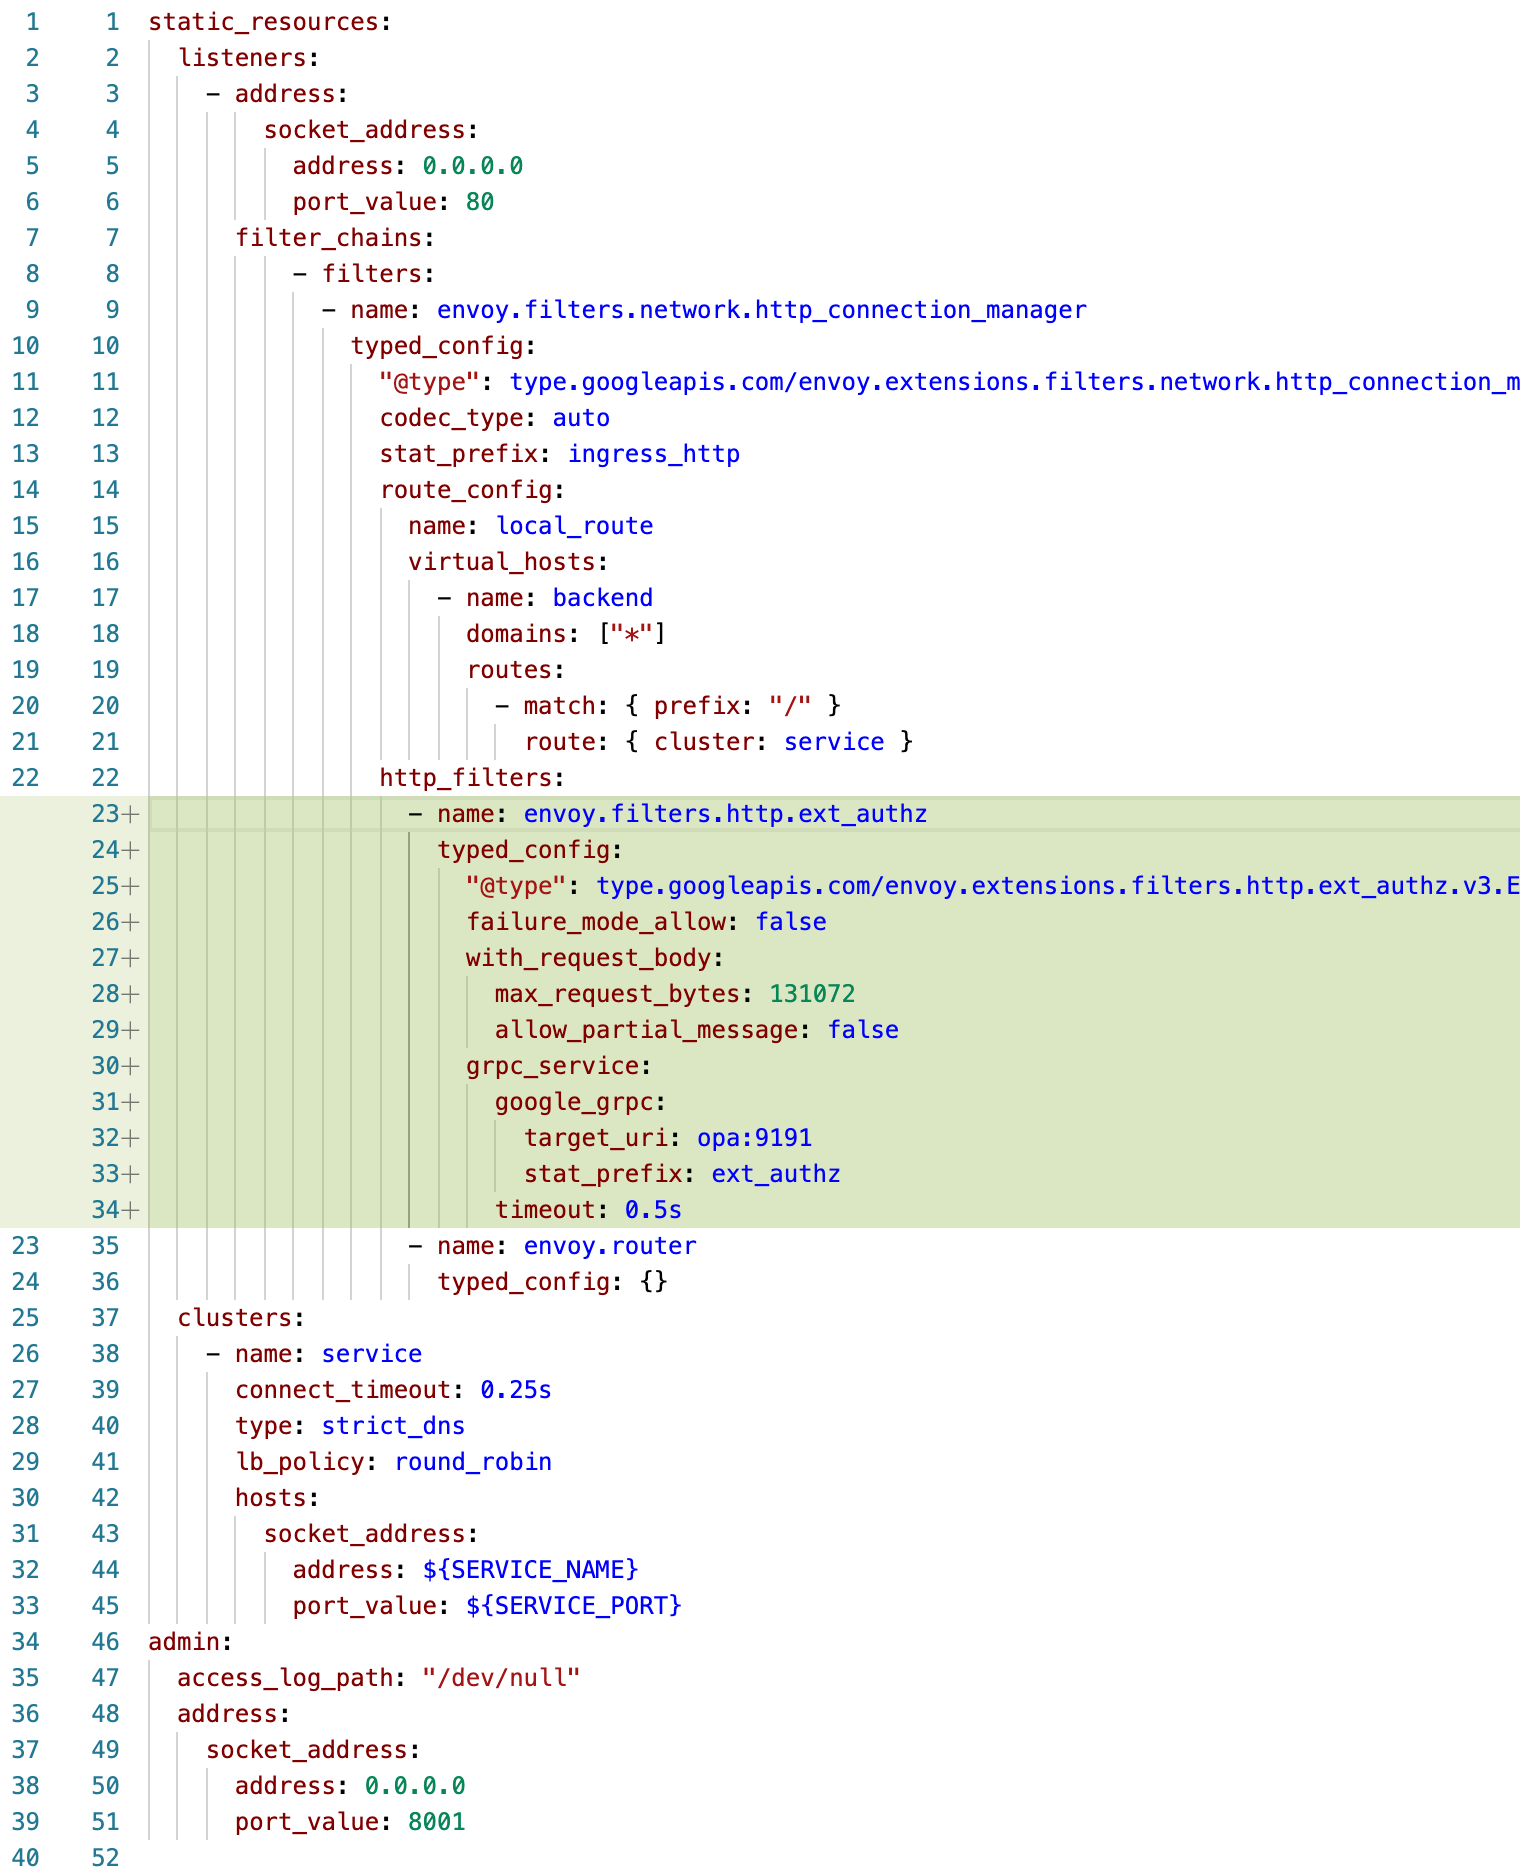 1 1 static_resources:
2 2 listeners:
3 3 - address:
4 4 socket_address:
5 5 address: 0.0.0.0
6 6 port_value: 80
7 7 filter_chains:
8 8 - filters:
9 9 - name: envoy.filters.network.http_connection_manager
10 10 typed_config:
11 11 "@type": type.googleapis.com/envoy.extensions.filters.network.http_connection_m
12 12 codec_type: auto
13 13 stat_prefix: ingress_http
14 14 route_config:
15 15 name: local_route
16 16 virtual_hosts:
17 17 - name: backend
18 18 domains: ["*"]
19 19 routes:
20 20 - match: { prefix: "/" }
21 21 route: { cluster: service }
22 22 http_filters:
23+ - name: envoy.filters.http.ext_authz
24+ typed_config:
25+ "@type": type.googleapis.com/envoy.extensions.filters.http.ext_authz.v3.E
26+ failure_mode_allow: false
27+ with_request_body:
28+ max_request_bytes: 131072
29+ allow_partial_message: false
30+ grpc_service:
31+ google_grpc:
32+ target_uri: opa:9191
33+ stat_prefix: ext_authz
34+ timeout: 0.5s
23 35 - name: envoy.router
24 36 typed_config: {}
25 37 clusters:
26 38 - name: service
27 39 connect_timeout: 0.25s
28 40 type: strict_dns
29 41 lb_policy: round_robin
30 42 hosts:
31 43 socket_address:
32 44 address: ${SERVICE_NAME}
33 45 port_value: ${SERVICE_PORT}
34 46 admin:
35 47 access_log_path: "/dev/null"
36 48 address:
37 49 socket_address:
38 50 address: 0.0.0.0
39 51 port_value: 8001
40 52